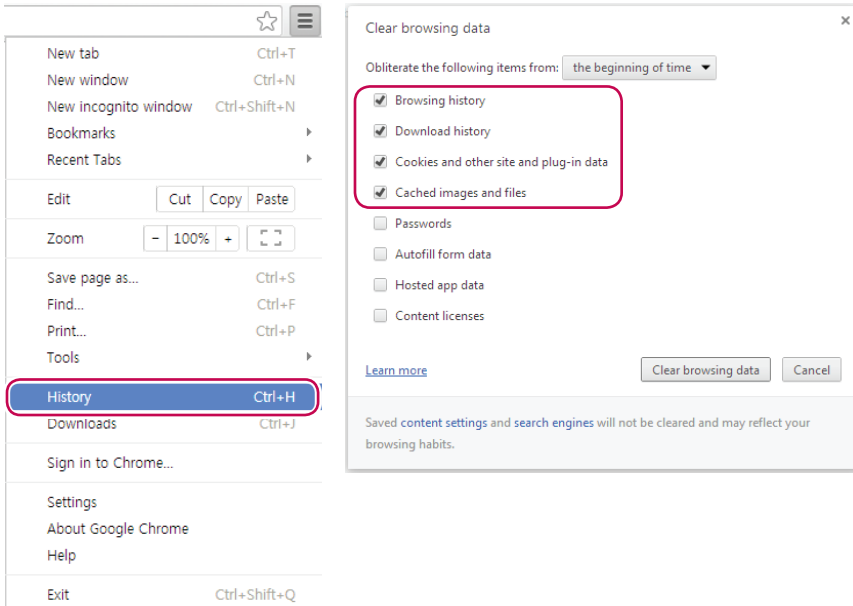 New tab Ctrl+T
New window Ctrl+N
New incognito window Ctrl+Shift+N
Bookmarks
Recent Tabs
Edit Cut Copy Paste
Zoom - 100% +
Save page as... Ctrl+S
Find... Ctrl+F
Print... Ctrl+P
Tools
History Ctrl+H
Downloads Ctrl+J
Sign in to Chrome...
Settings
About Google Chrome
Help
Exit Ctrl+Shift+Q
Clear browsing data ×
Obliterate the following items from: the beginning of time
Browsing history
Download history
Cookies and other site and plug-in data
Cached images and files
Passwords
Autofill form data
Hosted app data
Content licenses
Learn more Clear browsing data Cancel
Saved content settings and search engines will not be cleared and may reflect your
browsing habits.